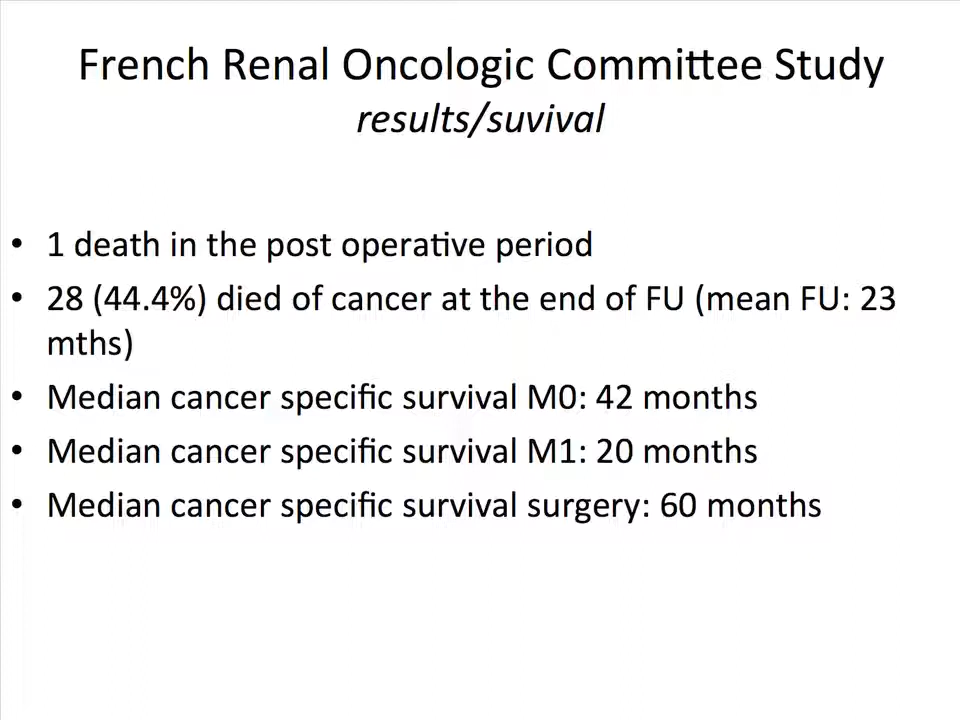 French Renal Oncologic Committee Study
results/suvival
• 1 death in the post operative period
• 28 (44.4%) died of cancer at the end of FU (mean FU: 23
mths)
• Median cancer specific survival M0: 42 months
• Median cancer specific survival M1: 20 months
• Median cancer specific survival surgery: 60 months